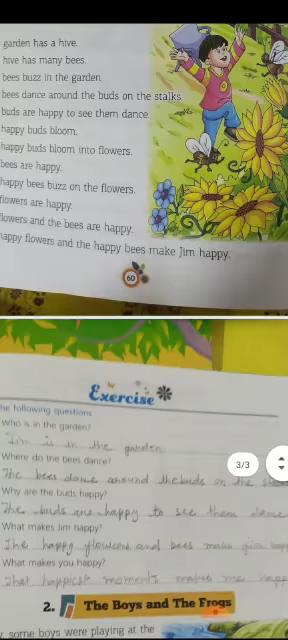 garden has a hive.
hive has many bees.
bees buzz in the garden.
bees dance around the buds on the stalks.
buds are happy to see them dance.
happy buds bloom.
happy buds bloom into flowers.
bees are happy.
happy bees buzz on the flowers.
flowers are happy.
flowers and the bees are happy.
happy flowers and the happy bees make Jim happy.
60
Exercise
the following questions
Who is in the garden?
Jim is in the garden
Where do the bees dance?
The bees dance around the buds on the
3/3
Why are the buds happy?
The buds are happy to see them dance
What makes Jim happy?
The happy flowers and bees make
What makes you happy?
That happiest moments makes me
2. The Boys and The Frogs
some boys were playing at the